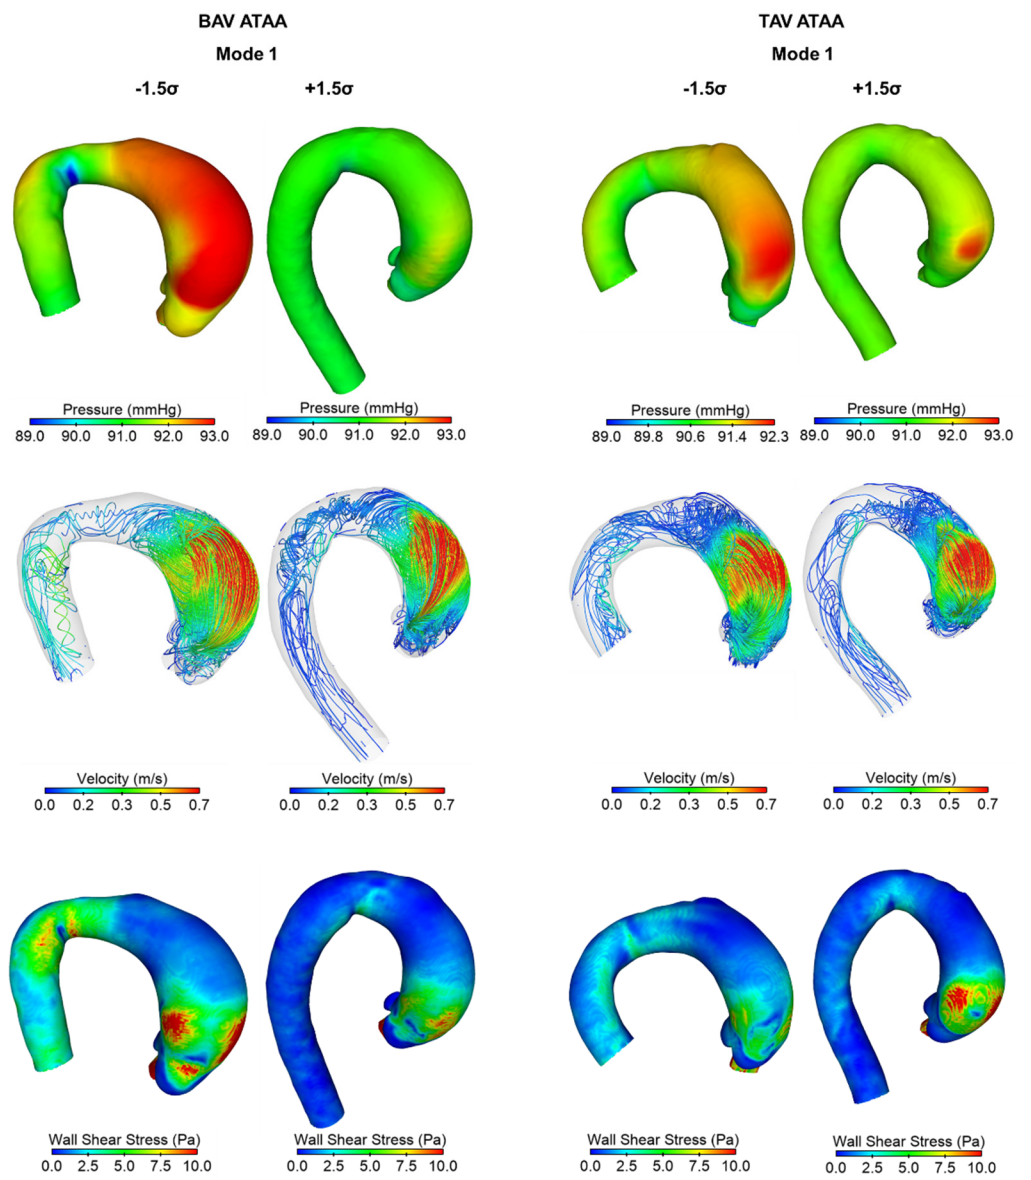 BAV ATAA TAV ATAA
Mode 1 Mode 1
-1.5σ +1.5σ -1.5σ +1.5σ
Pressure (mmHg) Pressure (mmHg) Pressure (mmHg) Pressure (mmHg)
89.0 90.0 91.0 92.0 93.0 89.0 90.0 91.0 92.0 93.0 89.0 89.8 90.6 91.4 92.3 89.0 90.0 91.0 92.0 93.0
Velocity (m/s) Velocity (m/s) Velocity (m/s) Velocity (m/s)
0.0 0.2 0.3 0.5 0.7 0.0 0.2 0.3 0.5 0.7 0.0 0.2 0.3 0.5 0.7 0.0 0.2 0.3 0.5 0.7
Wall Shear Stress (Pa) Wall Shear Stress (Pa) Wall Shear Stress (Pa) Wall Shear Stress (Pa)
0.0 2.5 5.0 7.5 10.0 0.0 2.5 5.0 7.5 10.0 0.0 2.5 5.0 7.5 10.0 0.0 2.5 5.0 7.5 10.0